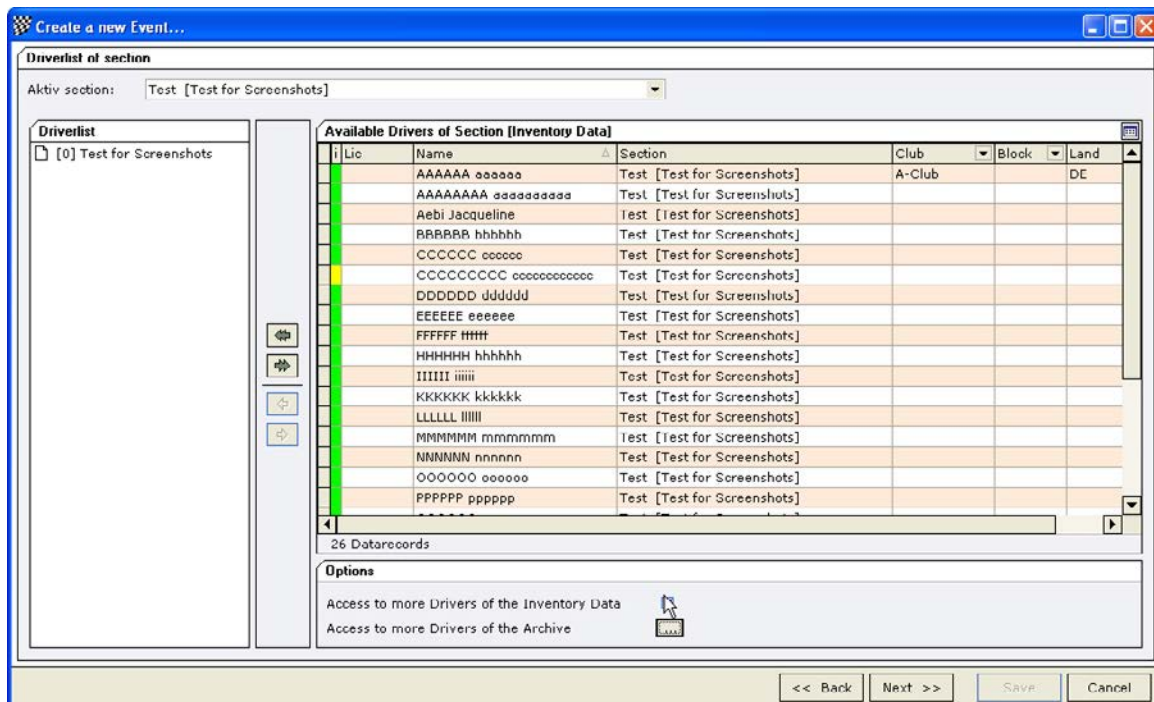 Create a new Event...
Driverlist of section
Aktiv section: Test [Test for Screenshots]
Driverlist
[0] Test for Screenshots
Available Drivers of Section [Inventory Data]
i Lic Name Section Club Block Land
AAAAAA aaaaaa Test [Test for Screenshots] A-Club DE
AAAAAAAA aaaaaaaaaa Test [Test for Screenshots]
Aebi Jacqueline Test [Test for Screenshots]
BBBBBB bbbbbb Test [Test for Screenshots]
CCCCCC cccccc Test [Test for Screenshots]
CCCCCCCCC cccccccccccc Test [Test for Screenshots]
DDDDDD dddddd Test [Test for Screenshots]
EEEEEE eeeeee Test [Test for Screenshots]
FFFFFF ffffff Test [Test for Screenshots]
HHHHHH hhhhhh Test [Test for Screenshots]
IIIIII iiiiii Test [Test for Screenshots]
KKKKKK kkkkkk Test [Test for Screenshots]
LLLLLL llllll Test [Test for Screenshots]
MMMMMM mmmmmm Test [Test for Screenshots]
NNNNNN nnnnnn Test [Test for Screenshots]
OOOOOO oooooo Test [Test for Screenshots]
PPPPPP pppppp Test [Test for Screenshots]
26 Datarecords
Options
Access to more Drivers of the Inventory Data
Access to more Drivers of the Archive ...
<< Back Next >> Save Cancel